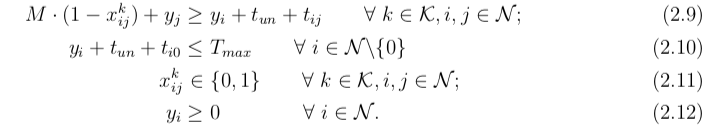 M · (1 − x_{ij}^k) + y_j ≥ y_i + t_{un} + t_{ij} ∀ k ∈ 𝒦, i, j ∈ 𝒩; (2.9)
y_i + t_{un} + t_{i0} ≤ T_{max} ∀ i ∈ 𝒩\{0} (2.10)
x_{ij}^k ∈ {0, 1} ∀ k ∈ 𝒦, i, j ∈ 𝒩; (2.11)
y_i ≥ 0 ∀ i ∈ 𝒩. (2.12)